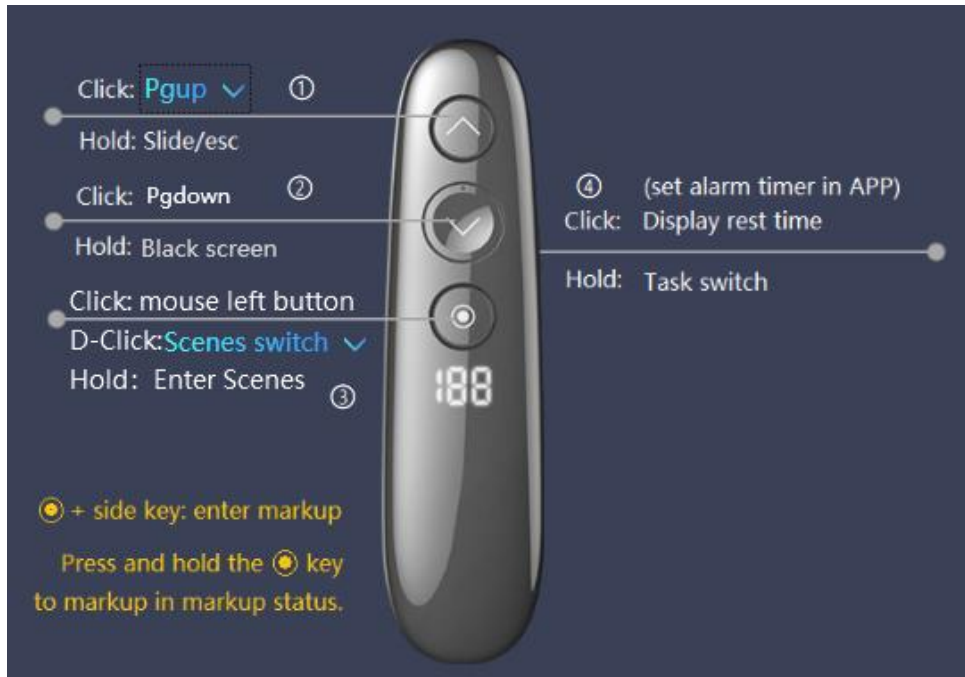 Click: Pgup ①
Hold: Slide/esc
Click: Pgdown ②
Hold: Black screen
Click: mouse left button
D-Click:Scenes switch
Hold: Enter Scenes ③
④ (set alarm timer in APP)
Click: Display rest time
Hold: Task switch
188
+ side key: enter markup
Press and hold the key
to markup in markup status.